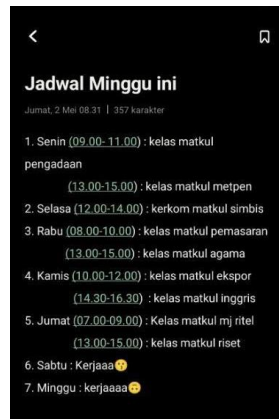 Jadwal Minggu ini
Jumat, 2 Mei 08.31 | 357 karakter
1. Senin (09.00- 11.00) : kelas matkul
pengadaan
(13.00-15.00) : kelas matkul metpen
2. Selasa (12.00-14.00) : kerkom matkul simbis
3. Rabu (08.00-10.00) : kelas matkul pemasaran
(13.00-15.00) : kelas matkul agama
4. Kamis (10.00-12.00) : kelas matkul ekspor
(14.30-16.30) : kelas matkul inggris
5. Jumat (07.00-09.00) : Kelas matkul mj ritel
(13.00-15.00) : kelas matkul riset
6. Sabtu : Kerjaaa😗
7. Minggu : kerjaaaa🙃